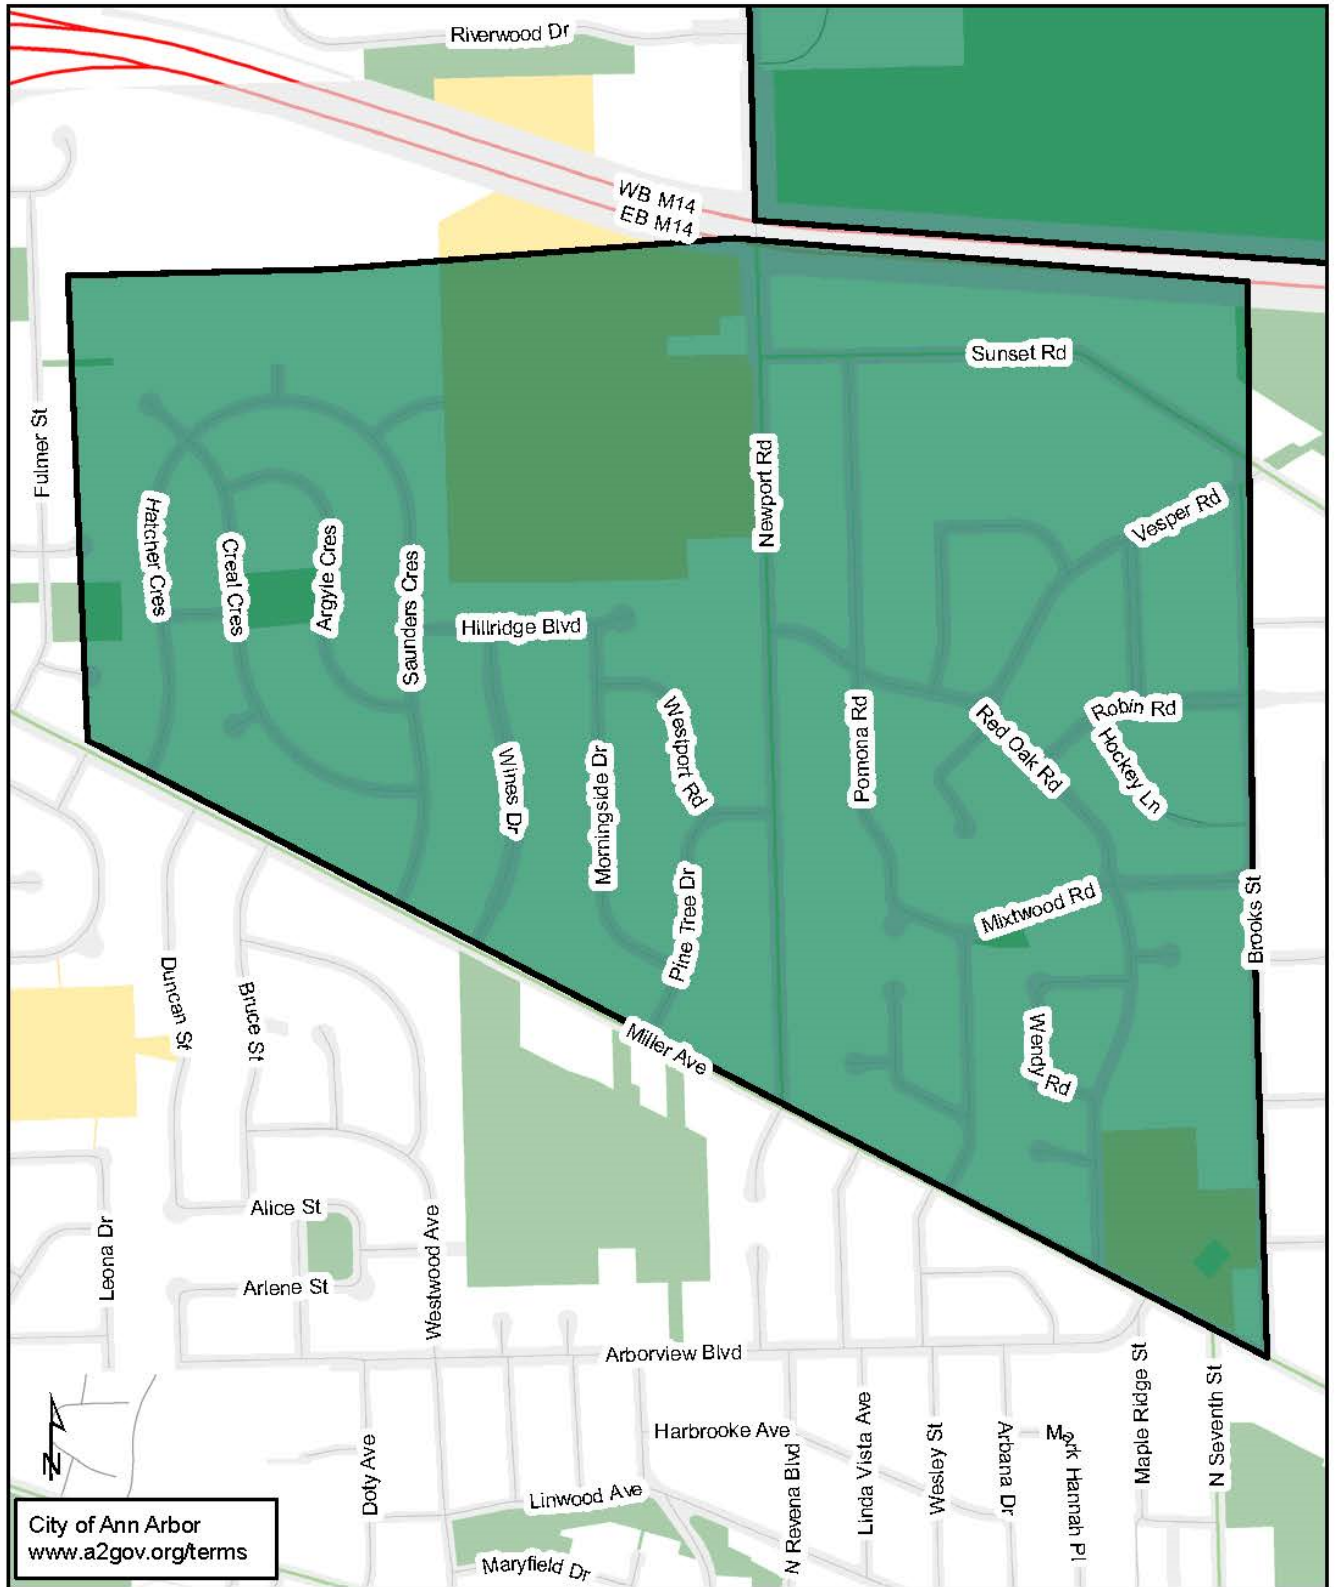 Riverwood Dr
WB M14
EB M14
Sunset Rd
Fulmer St
Newport Rd
Vesper Rd
Hatcher Cres
Creal Cres
Argyle Cres
Saunders Cres
Hillridge Blvd
Westport Rd
Pomona Rd
Red Oak Rd
Robin Rd
Hockey Ln
Wines Dr
Morningside Dr
Pine Tree Dr
Mixtwood Rd
Brooks St
Duncan St
Bruce St
Miller Ave
Wendy Rd
Alice St
Leona Dr
Arlene St
Westwood Ave
Arborview Blvd
Maple Ridge St
N Seventh St
Harbrooke Ave
Doty Ave
N Revena Blvd
Linda Vista Ave
Wesley St
Arbana Dr
Mark Hannah Pl
Linwood Ave
Maryfield Dr
N
City of Ann Arbor
www.a2gov.org/terms